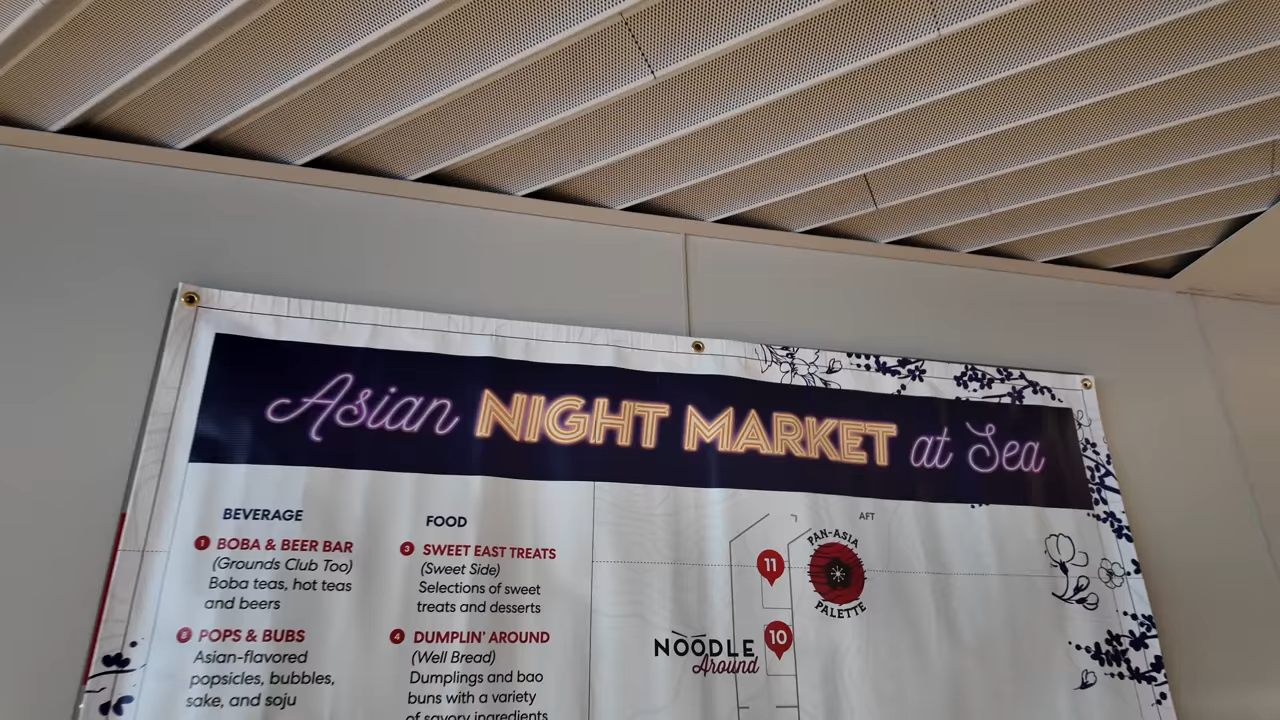 Asian NIGHT MARKET at Sea
BEVERAGE
1 BOBA & BEER BAR
(Grounds Club Too)
Boba teas, hot teas
and beers
POPS & BUBS
Asian-flavored
popsicles, bubbles,
sake, and soju
FOOD
3 SWEET EAST TREATS
(Sweet Side)
Selections of sweet
treats and desserts
4 DUMPLIN' AROUND
(Well Bread)
Dumplings and bao
buns with a variety
of savory ingredients
AFT
11
PAN-ASIA
PALETTE
10
NOODLE
Around